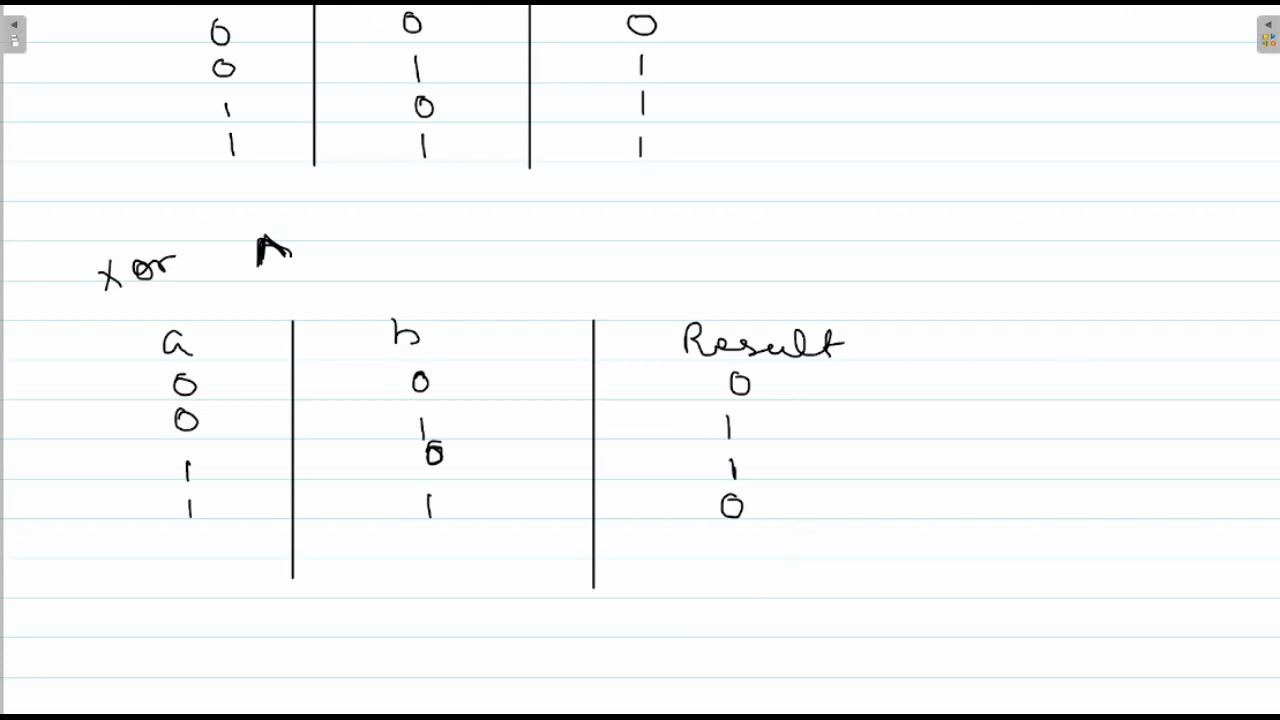 0 0 0
0 1 1
1 0 1
1 1 1
xor ^
a b Result
0 0 0
0 1 1
1 0 1
1 1 0